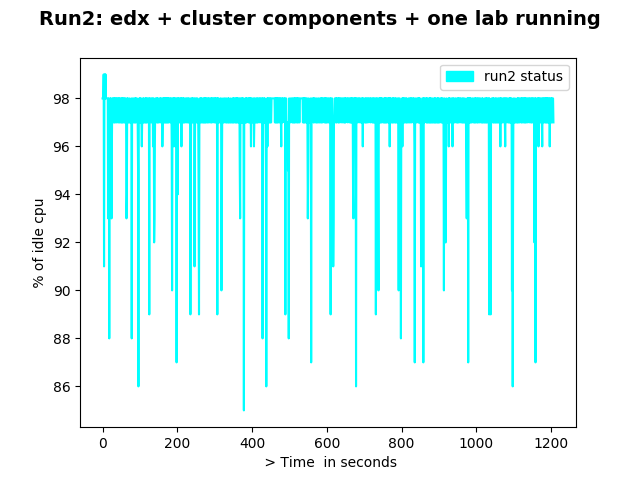 Run2: edx + cluster components + one lab running
run2 status
98
96
94
92
90
88
86
% of idle cpu
0 200 400 600 800 1000 1200
> Time  in seconds